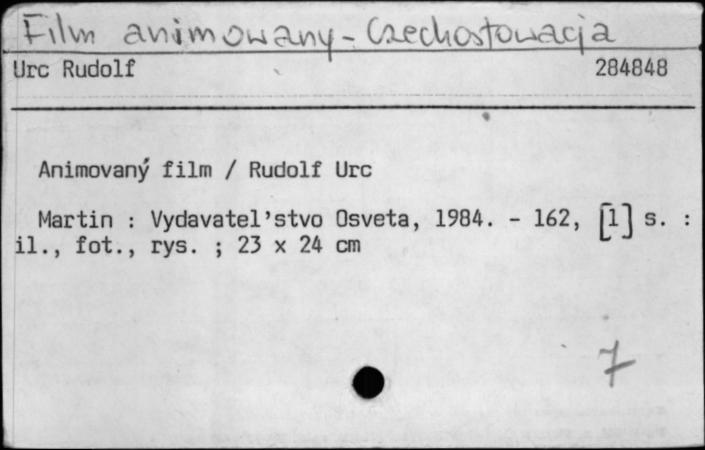 Film animowany - Czechosłowacja
Urc Rudolf 284848
Animovaný film / Rudolf Urc
Martin : Vydavatel'stvo Osveta, 1984. - 162, [1] s. :
il., fot., rys. ; 23 x 24 cm
7